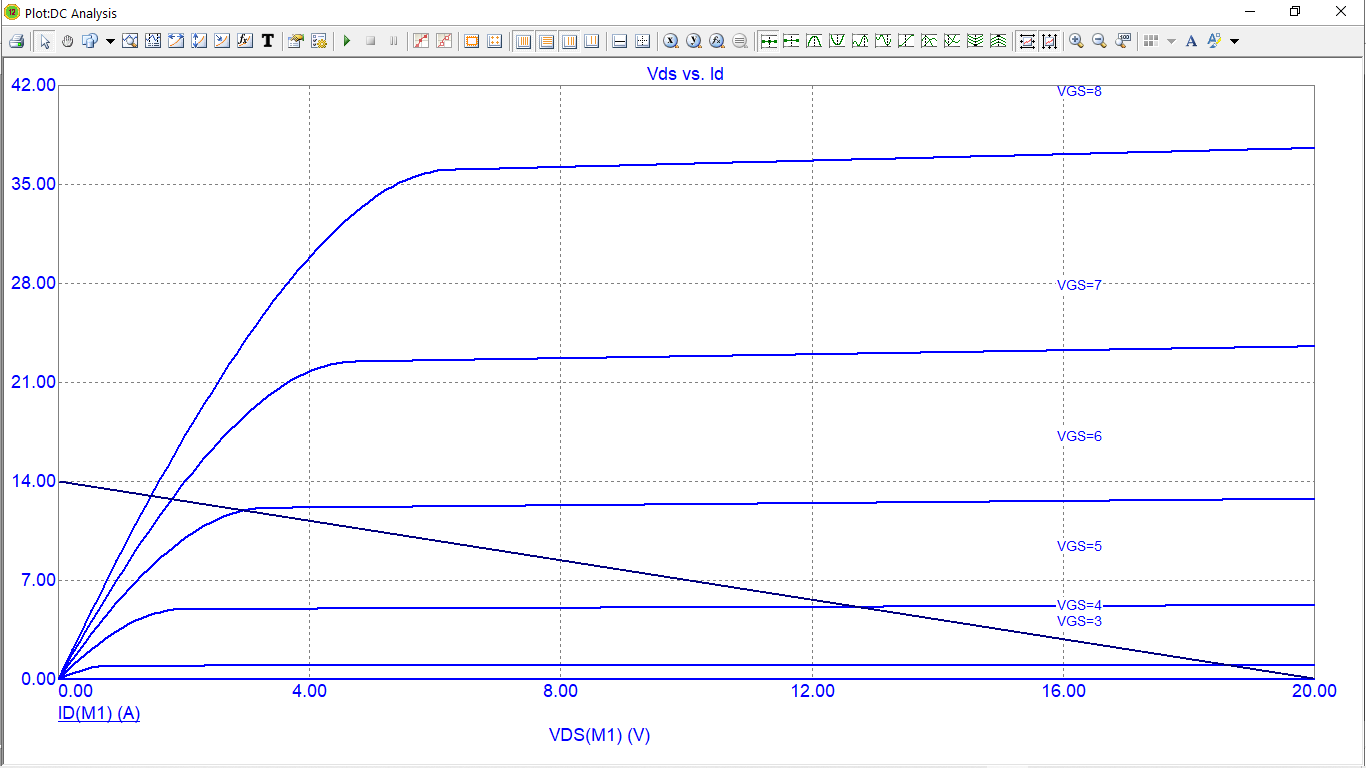 Plot:DC Analysis
Vds vs. Id
42.00
VGS=8
35.00
28.00
VGS=7
21.00
VGS=6
14.00
VGS=5
7.00
VGS=4
VGS=3
0.00
0.00 4.00 8.00 12.00 16.00 20.00
ID(M1) (A)
VDS(M1) (V)